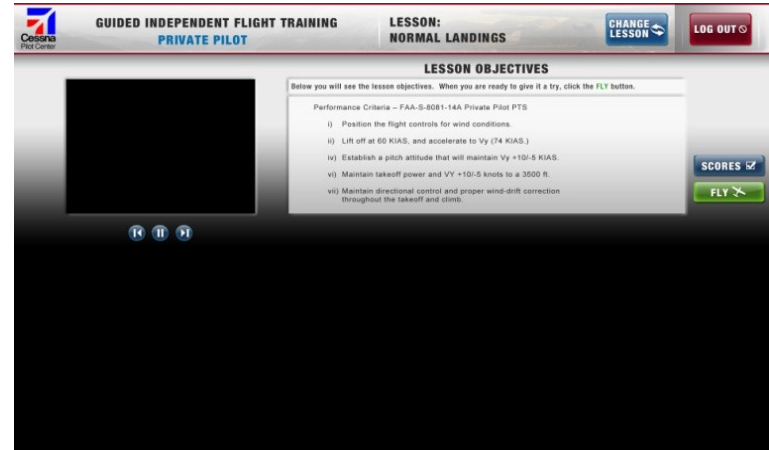 Cessna
Pilot Center
GUIDED INDEPENDENT FLIGHT TRAINING
PRIVATE PILOT
LESSON:
NORMAL LANDINGS
CHANGE
LESSON
LOG OUT
LESSON OBJECTIVES
Below you will see the lesson objectives. When you are ready to give it a try, click the FLY button.
Performance Criteria – FAA-S-8081-14A Private Pilot PTS
i) Position the flight controls for wind conditions.
ii) Lift off at 60 KIAS, and accelerate to Vy (74 KIAS.)
iv) Establish a pitch attitude that will maintain Vy +10/-5 KIAS.
vi) Maintain takeoff power and VY +10/-5 knots to a 3500 ft.
vii) Maintain directional control and proper wind-drift correction
throughout the takeoff and climb.
SCORES
FLY